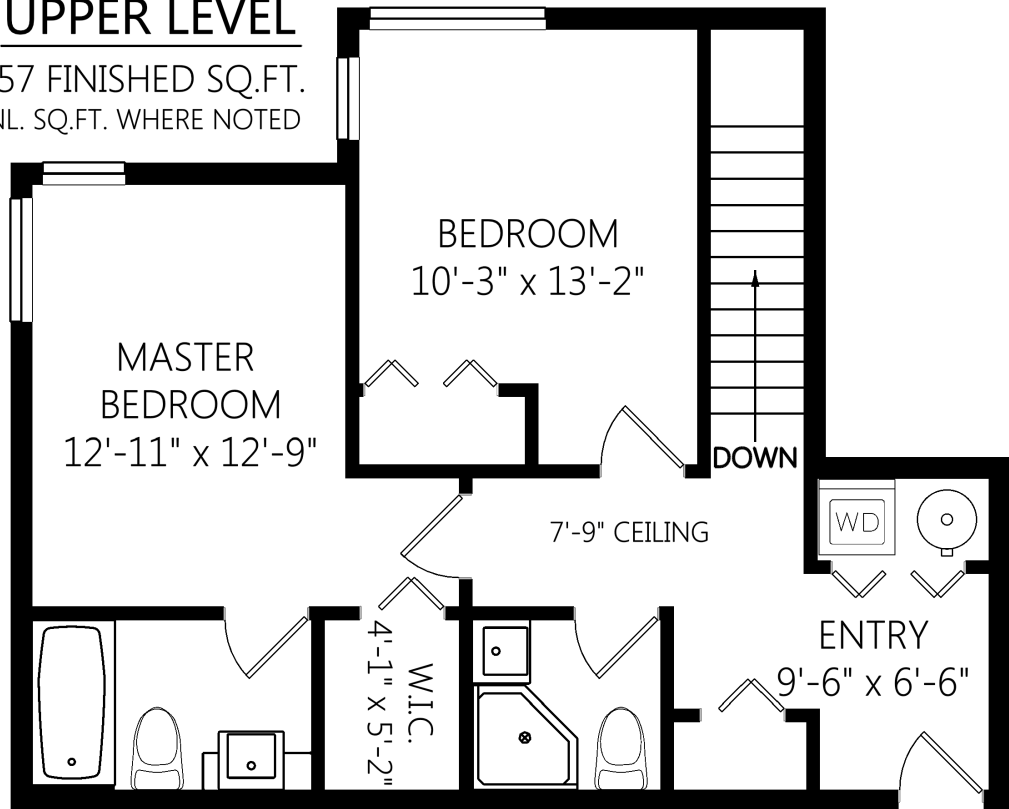 UPPER LEVEL
57 FINISHED SQ.FT.
SQ.FT. WHERE NOTED
BEDROOM
10'-3" x 13'-2"
MASTER
BEDROOM
12'-11" x 12'-9"
DOWN
WD
7'-9" CEILING
ENTRY
9'-6" x 6'-6"
W.I.C.
4'-1" x 5'-2"